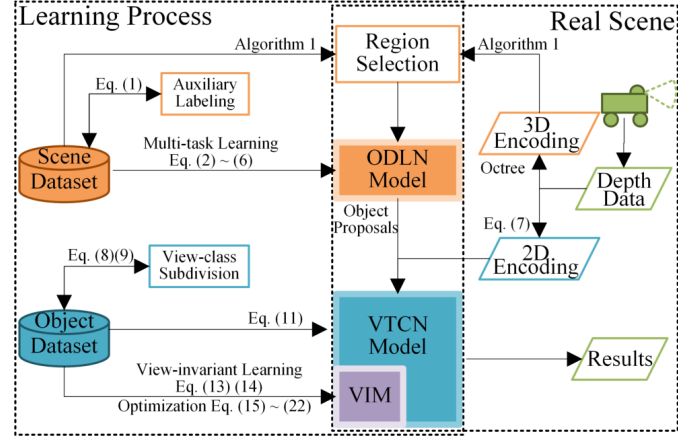 Learning Process
Real Scene
Algorithm 1
Region
Selection
Algorithm 1
Eq. (1)
Auxiliary
Labeling
3D
Encoding
Scene
Dataset
Multi-task Learning
Eq. (2) ~ (6)
ODLN
Model
Octree
Depth
Data
Object
Proposals
Eq. (7)
2D
Encoding
Eq. (8)(9)
View-class
Subdivision
Object
Dataset
Eq. (11)
VTCN
Model
Results
View-invariant Learning
Eq. (13) (14)
Optimization Eq. (15) ~ (22)
VIM